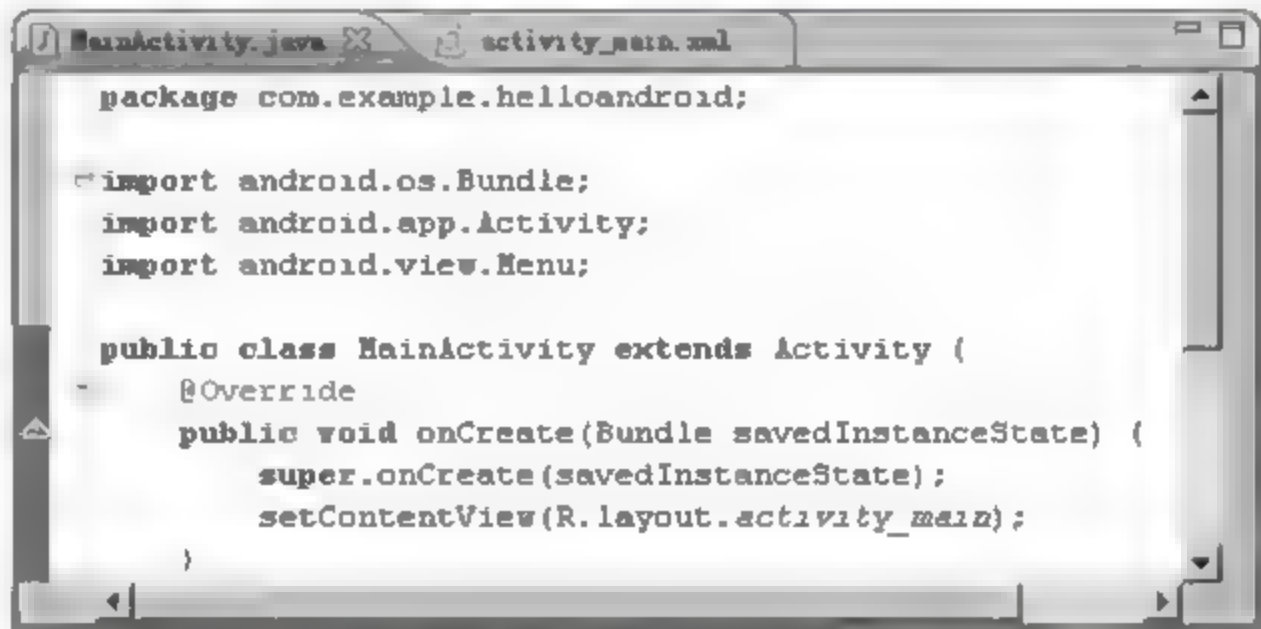 MainActivity.java activity_main.xml
package com.example.helloandroid;
import android.os.Bundle;
import android.app.Activity;
import android.view.Menu;
public class MainActivity extends Activity {
@Override
public void onCreate(Bundle savedInstanceState) {
super.onCreate(savedInstanceState);
setContentView(R.layout.activity_main);
}